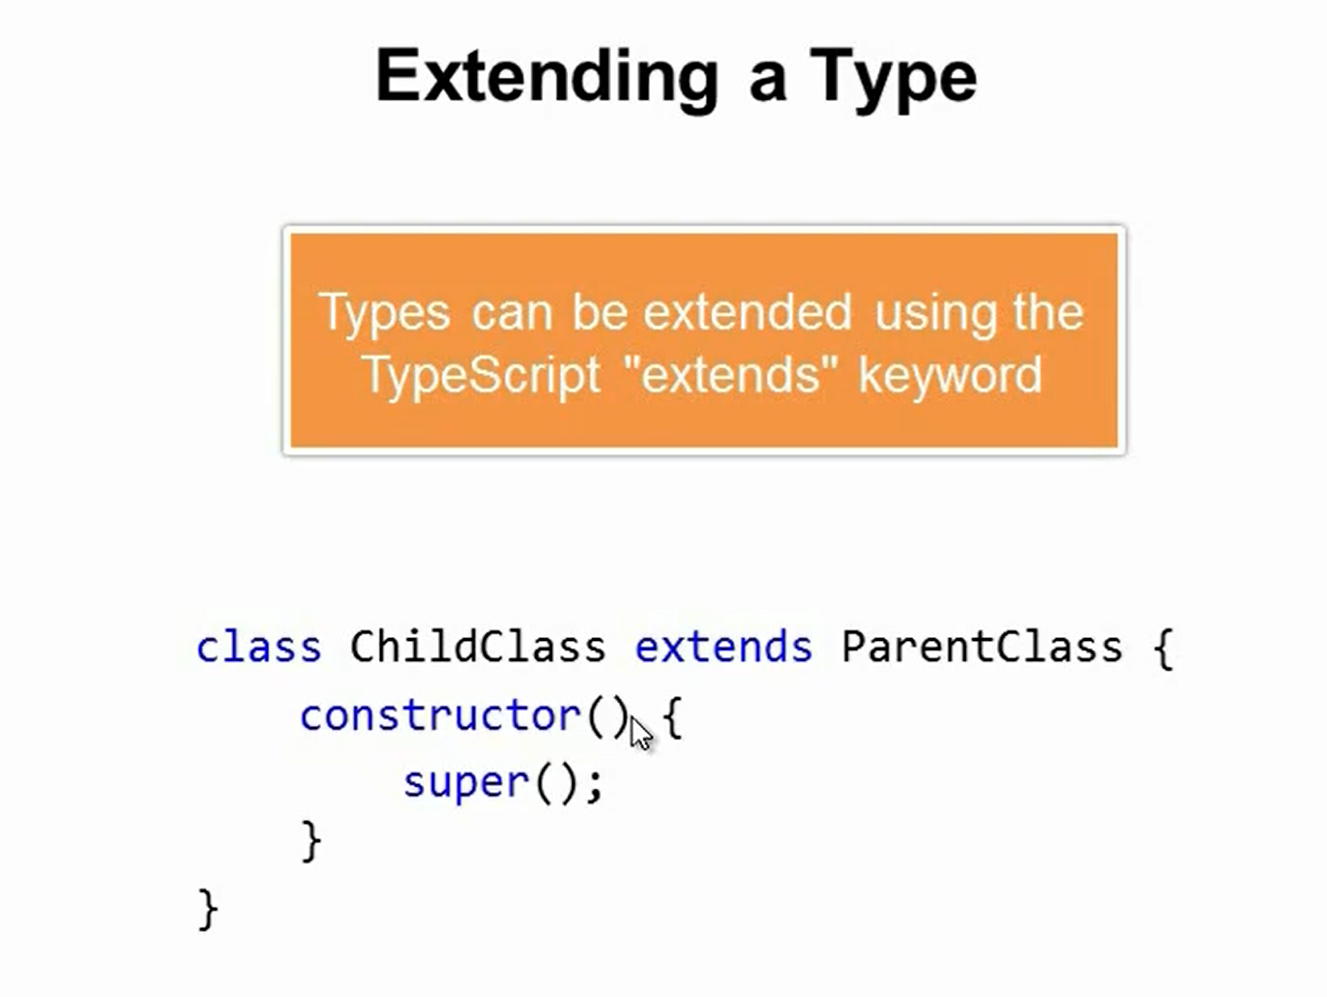 Extending a Type
Types can be extended using the
TypeScript "extends" keyword
class ChildClass extends ParentClass {
    constructor() {
        super();
    }
}